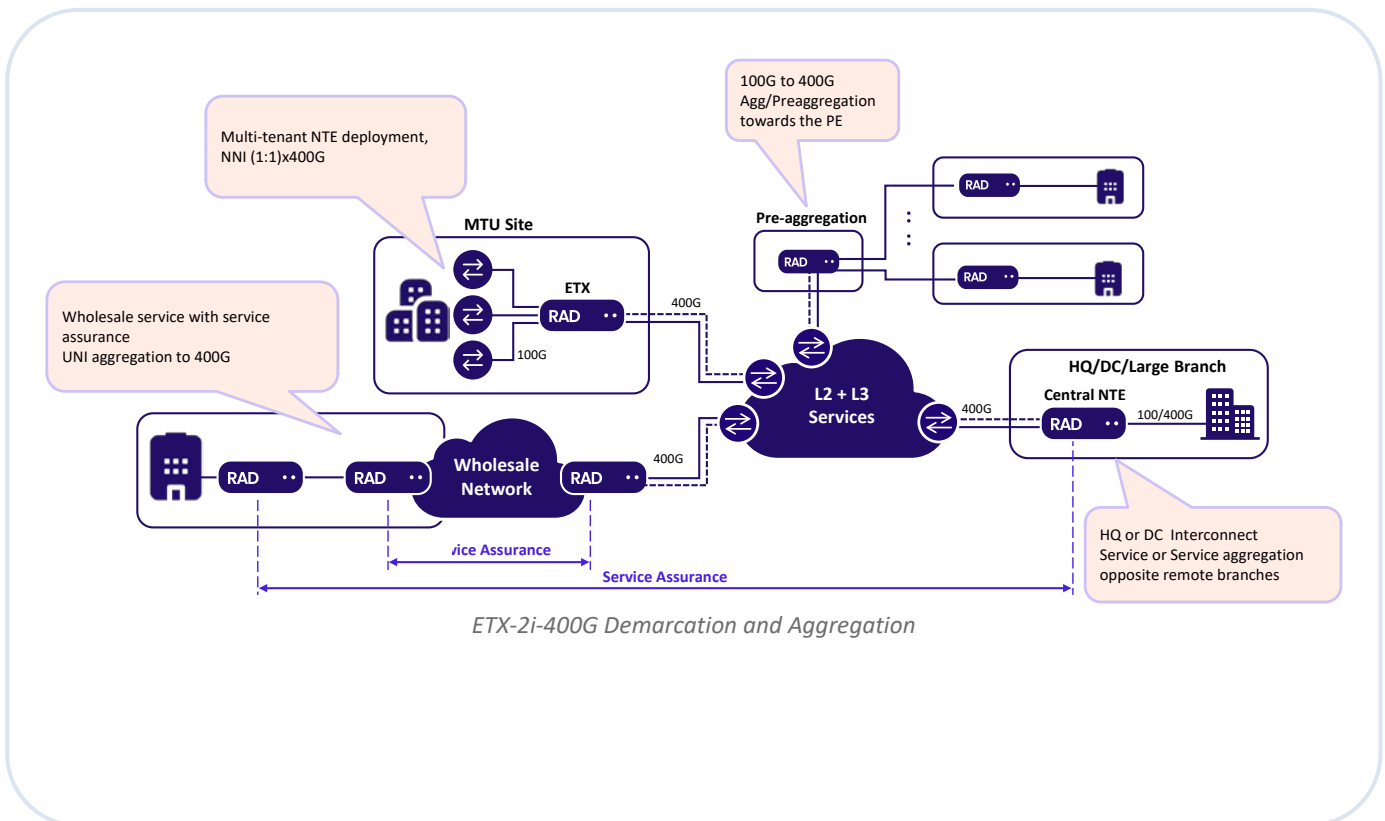 100G to 400G
Agg/Preaggregation
towards the PE
Multi-tenant NTE deployment,
NNI (1:1)x400G
RAD
Pre-aggregation
RAD
RAD
MTU Site
ETX
RAD
400G
100G
Wholesale service with service
assurance
UNI aggregation to 400G
L2 + L3
Services
HQ/DC/Large Branch
Central NTE
400G
RAD
100/400G
RAD
RAD
Wholesale
Network
RAD
400G
HQ or DC Interconnect
Service or Service aggregation
opposite remote branches
vice Assurance
Service Assurance
ETX-2i-400G Demarcation and Aggregation